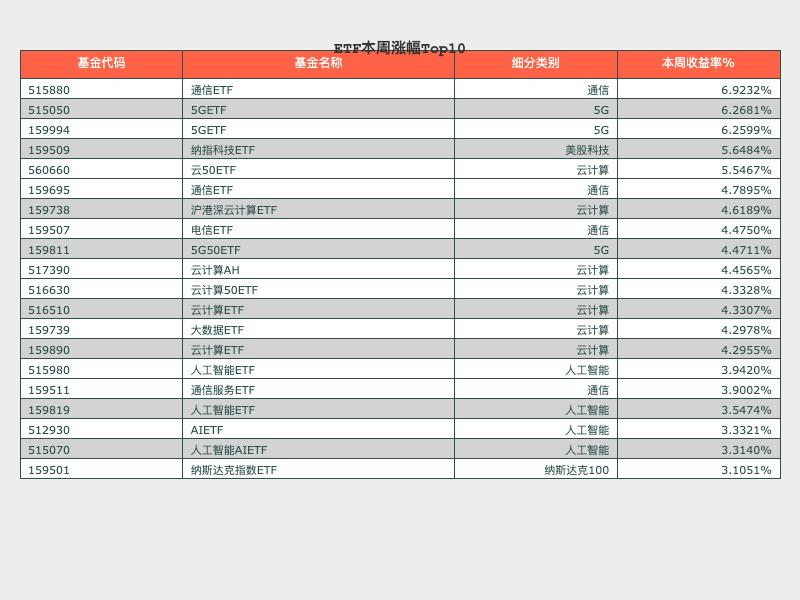 ETF本周涨幅Top10
基金代码 基金名称 细分类别 本周收益率%
515880 通信ETF 通信 6.9232%
515050 5GETF 5G 6.2681%
159994 5GETF 5G 6.2599%
159509 纳指科技ETF 美股科技 5.6484%
560660 云50ETF 云计算 5.5467%
159695 通信ETF 通信 4.7895%
159738 沪港深云计算ETF 云计算 4.6189%
159507 电信ETF 通信 4.4750%
159811 5G50ETF 5G 4.4711%
517390 云计算AH 云计算 4.4565%
516630 云计算50ETF 云计算 4.3328%
516510 云计算ETF 云计算 4.3307%
159739 大数据ETF 云计算 4.2978%
159890 云计算ETF 云计算 4.2955%
515980 人工智能ETF 人工智能 3.9420%
159511 通信服务ETF 通信 3.9002%
159819 人工智能ETF 人工智能 3.5474%
512930 AIETF 人工智能 3.3321%
515070 人工智能AIETF 人工智能 3.3140%
159501 纳斯达克指数ETF 纳斯达克100 3.1051%